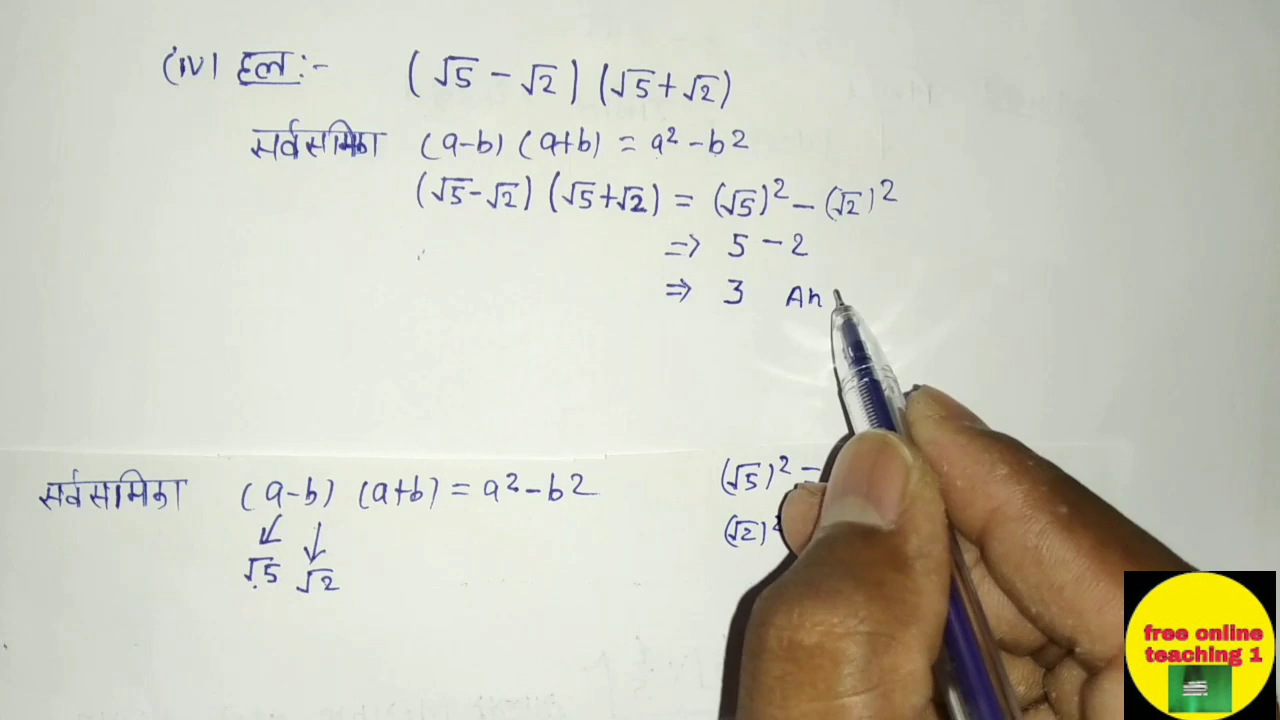 (iv) हल :- (√5 - √2) (√5 + √2)
सर्वसमिका (a-b) (a+b) = a² - b2
(√5 - √2) (√5 + √2) = (√5)² - (√2)²
=> 5 - 2
=> 3 An
सर्वसमिका (a-b) (a+b) = a² - b2
√5 √2
(√5)² =
(√2)²
free online
teaching 1